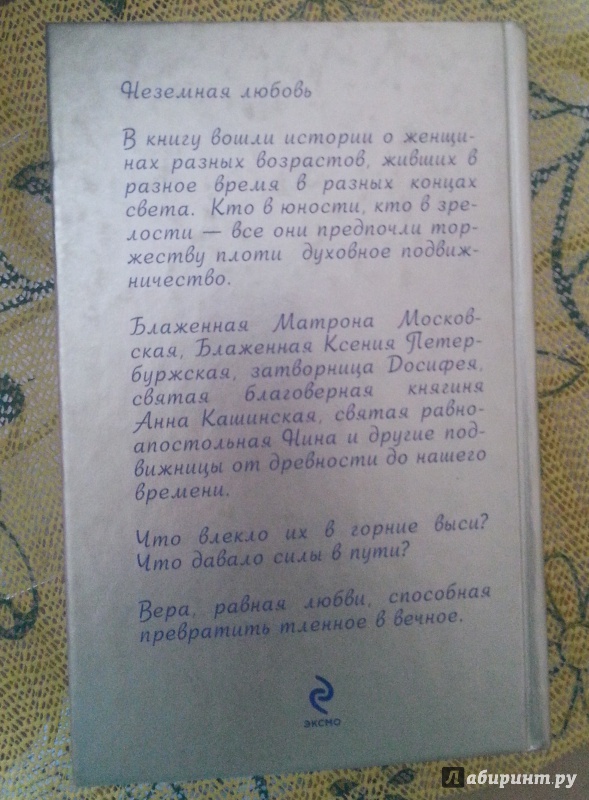 Неземная любовь
В книгу вошли истории о женщи-
нах разных возрастов, живших в
разное время в разных концах
света. Кто в юности, кто в зре-
лости — все они предпочли тор-
жеству плоти духовное подвиж-
ничество.
Блаженная Матрона Москов-
ская, Блаженная Ксения Петер-
буржская, затворница Досифея,
святая благоверная княгиня
Анна Кашинская, святая равно-
апостольная Нина и другие под-
вижницы от древности до нашего
времени.
Что влекло их в горние выси?
Что давало силы в пути?
Вера, равная любви, способная
превратить тленное в вечное.
ЭКСМО
Лабиринт.ру